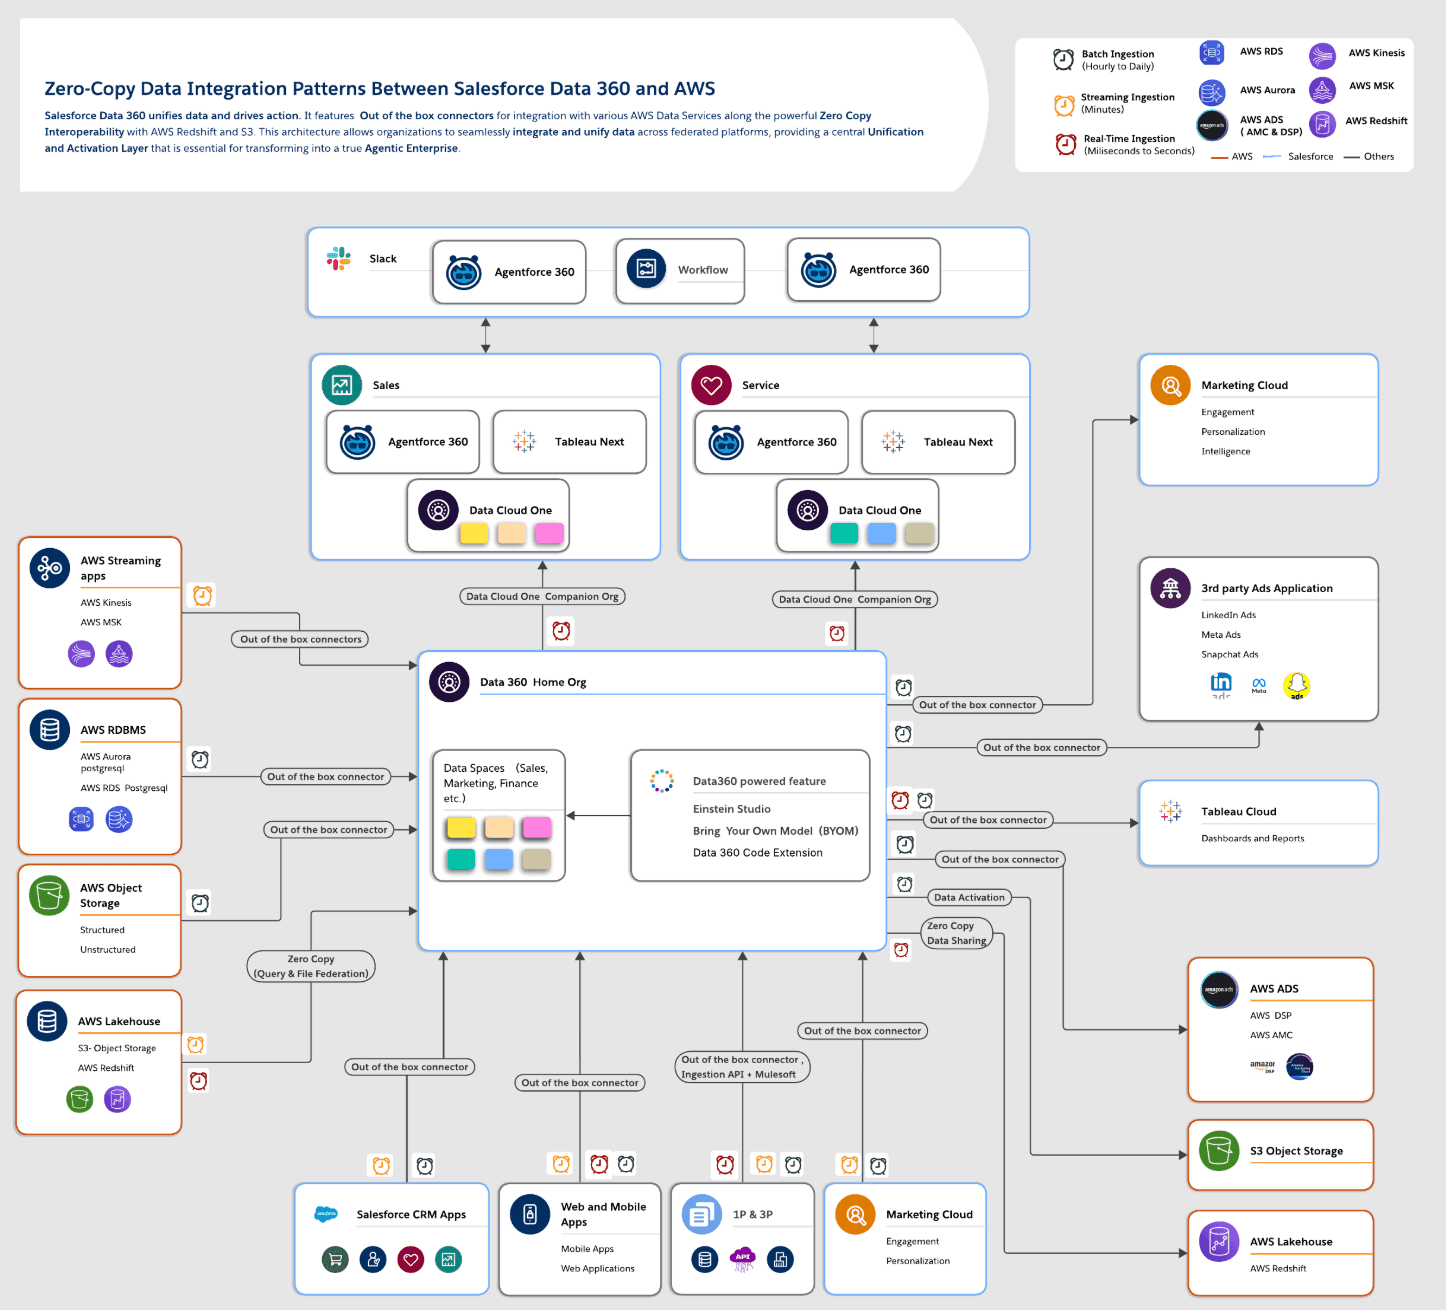 Zero-Copy Data Integration Patterns Between Salesforce Data 360 and AWS
Salesforce Data 360 unifies data and drives action. It features Out of the box connectors for integration with various AWS Data Services along the powerful Zero Copy
Interoperability with AWS Redshift and S3. This architecture allows organizations to seamlessly integrate and unify data across federated platforms, providing a central Unification
and Activation Layer that is essential for transforming into a true Agentic Enterprise.
Batch Ingestion
(Hourly to Daily)
Streaming Ingestion
(Minutes)
Real-Time Ingestion
(Miliseconds to Seconds)
AWS RDS
AWS Aurora
amazon ads
AWS ADS
( AMC & DSP)
AWS Kinesis
AWS MSK
AWS Redshift
AWS
Salesforce
Others
Slack
Agentforce 360
Workflow
Agentforce 360
Sales
Agentforce 360
Tableau Next
Data Cloud One
Service
Agentforce 360
Tableau Next
Data Cloud One
Marketing Cloud
Engagement
Personalization
Intelligence
AWS Streaming
apps
AWS Kinesis
AWS MSK
Out of the box connectors
Data Cloud One Companion Org
Data Cloud One Companion Org
3rd party Ads Application
LinkedIn Ads
Meta Ads
Snapchat Ads
in
ads
Meta
ads
Data 360 Home Org
Out of the box connector
Out of the box connector
AWS RDBMS
AWS Aurora
postgresql
AWS RDS Postgresql
Out of the box connector
Data Spaces (Sales,
Marketing, Finance
etc.)
Data360 powered feature
Einstein Studio
Bring Your Own Model (BYOM)
Data 360 Code Extension
Out of the box connector
Tableau Cloud
Dashboards and Reports
Out of the box connector
Out of the box connector
Data Activation
Zero Copy
Data Sharing
AWS Object
Storage
Structured
Unstructured
Zero Copy
(Query & File Federation)
AWS Lakehouse
S3- Object Storage
AWS Redshift
Out of the box connector
Out of the box connector
Out of the box connector ,
Ingestion API + Mulesoft
Out of the box connector
amazon ads
AWS ADS
AWS DSP
AWS AMC
amazon
DSP
S3 Object Storage
AWS Lakehouse
AWS Redshift
Salesforce CRM Apps
Web and Mobile
Apps
Mobile Apps
Web Applications
1P & 3P
API
Marketing Cloud
Engagement
Personalization